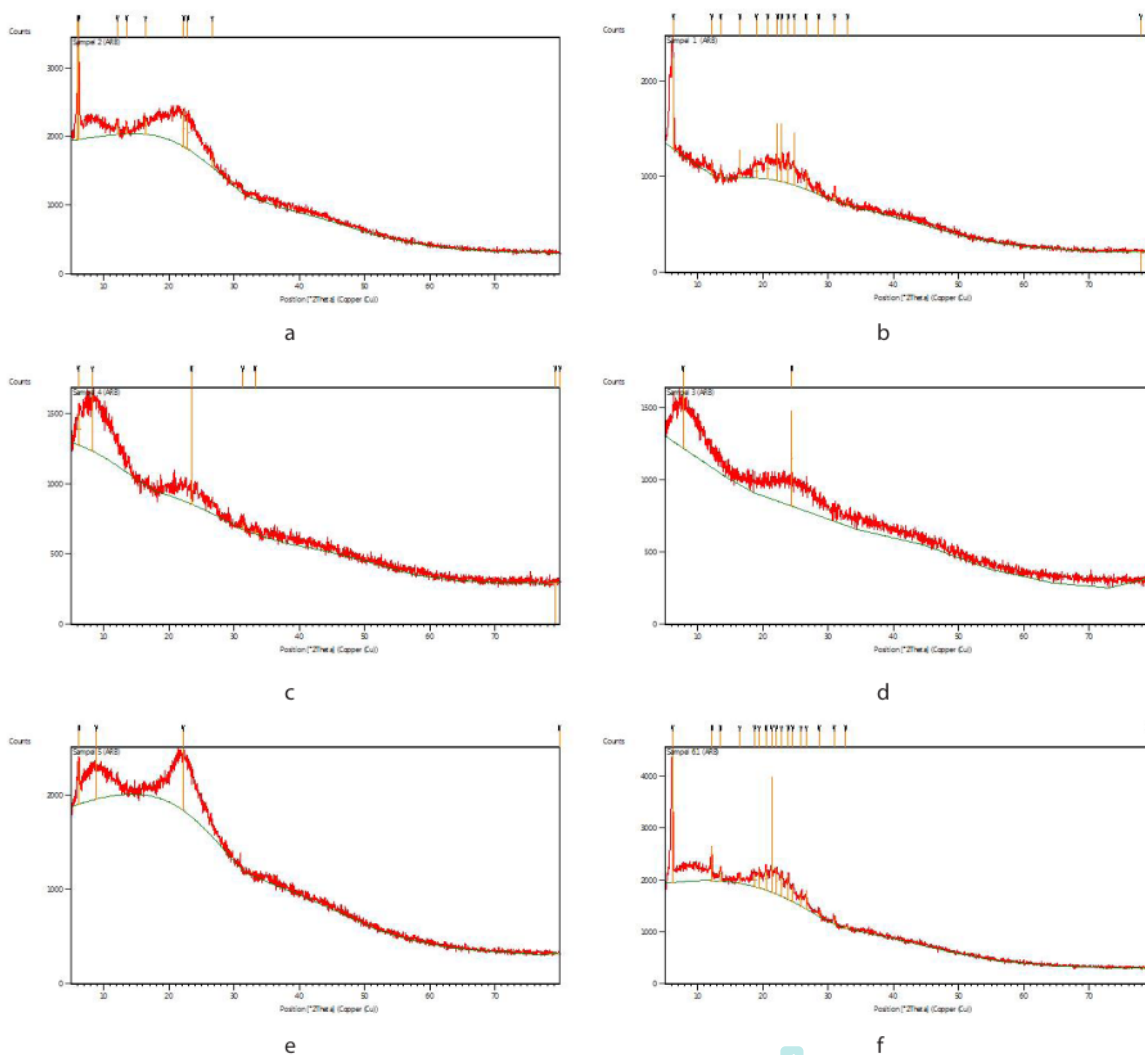 Counts
Sampel 2 (ARB)
3000
2000
1000
0
10 20 30 40 50 60 70
Position [°2Theta] (Copper (Cu))
a
Counts
Sampel 1 (ARB)
2000
1000
0
10 20 30 40 50 60 70
Position [°2Theta] (Copper (Cu))
b
Counts
Sampel 4 (ARB)
1500
1000
500
0
10 20 30 40 50 60 70
Position [°2Theta] (Copper (Cu))
c
Counts
Sampel 3 (ARB)
1500
1000
500
0
10 20 30 40 50 60 70
Position [°2Theta] (Copper (Cu))
d
Counts
Sampel 5 (ARB)
2000
1000
0
10 20 30 40 50 60 70
Position [°2Theta] (Copper (Cu))
e
Counts
Sampel 61 (ARB)
4000
3000
2000
1000
0
10 20 30 40 50 60 70
Position [°2Theta] (Copper (Cu))
f